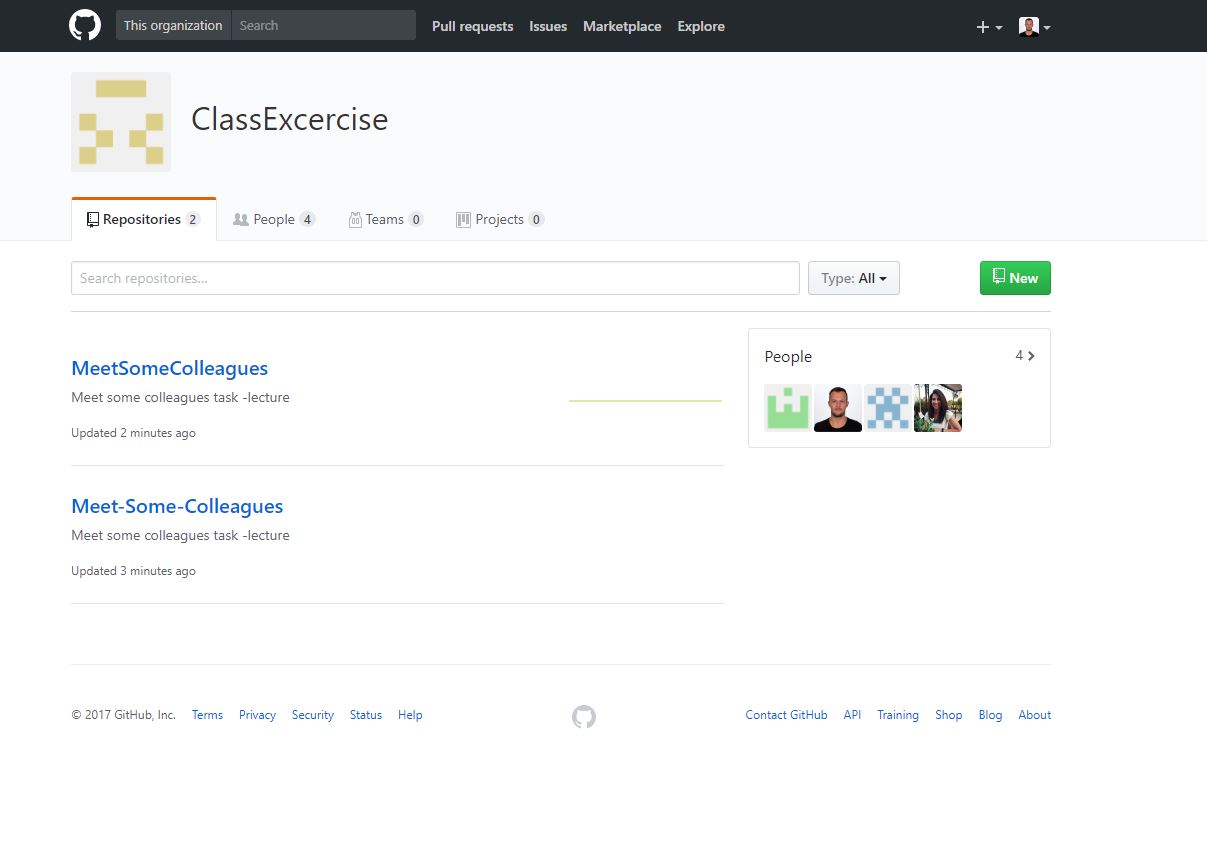 This organization Search Pull requests Issues Marketplace Explore
ClassExcercise
Repositories 2 People 4 Teams 0 Projects 0
Search repositories... Type: All New
MeetSomeColleagues
Meet some colleagues task -lecture
Updated 2 minutes ago
People 4
Meet-Some-Colleagues
Meet some colleagues task -lecture
Updated 3 minutes ago
© 2017 GitHub, Inc. Terms Privacy Security Status Help Contact GitHub API Training Shop Blog About